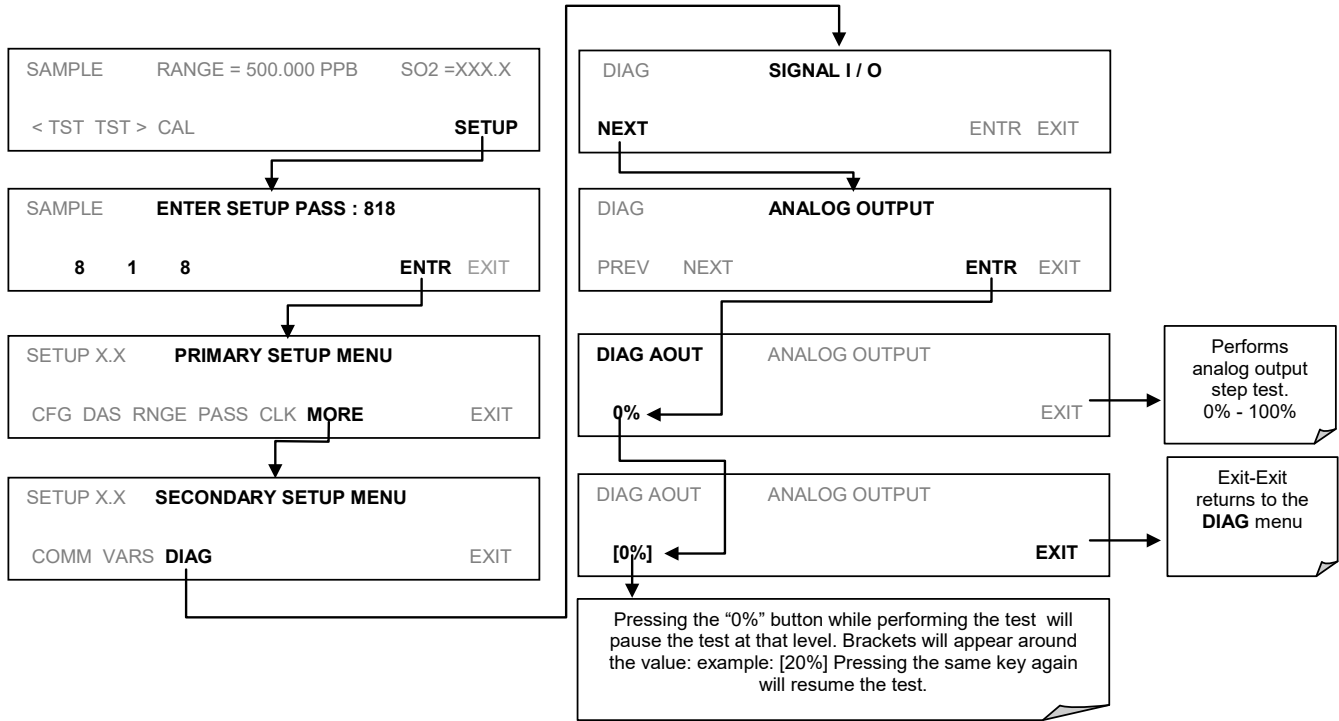 SAMPLE RANGE = 500.000 PPB SO2 =XXX.X
< TST TST > CAL SETUP
SAMPLE ENTER SETUP PASS : 818
8 1 8 ENTR EXIT
SETUP X.X PRIMARY SETUP MENU
CFG DAS RNGE PASS CLK MORE EXIT
SETUP X.X SECONDARY SETUP MENU
COMM VARS DIAG EXIT
DIAG SIGNAL I / O
NEXT ENTR EXIT
DIAG ANALOG OUTPUT
PREV NEXT ENTR EXIT
DIAG AOUT ANALOG OUTPUT
0% EXIT
Performs
analog output
step test.
0% - 100%
DIAG AOUT ANALOG OUTPUT
[0%] EXIT
Exit-Exit
returns to the
DIAG menu
Pressing the “0%” button while performing the test will
pause the test at that level. Brackets will appear around
the value: example: [20%] Pressing the same key again
will resume the test.